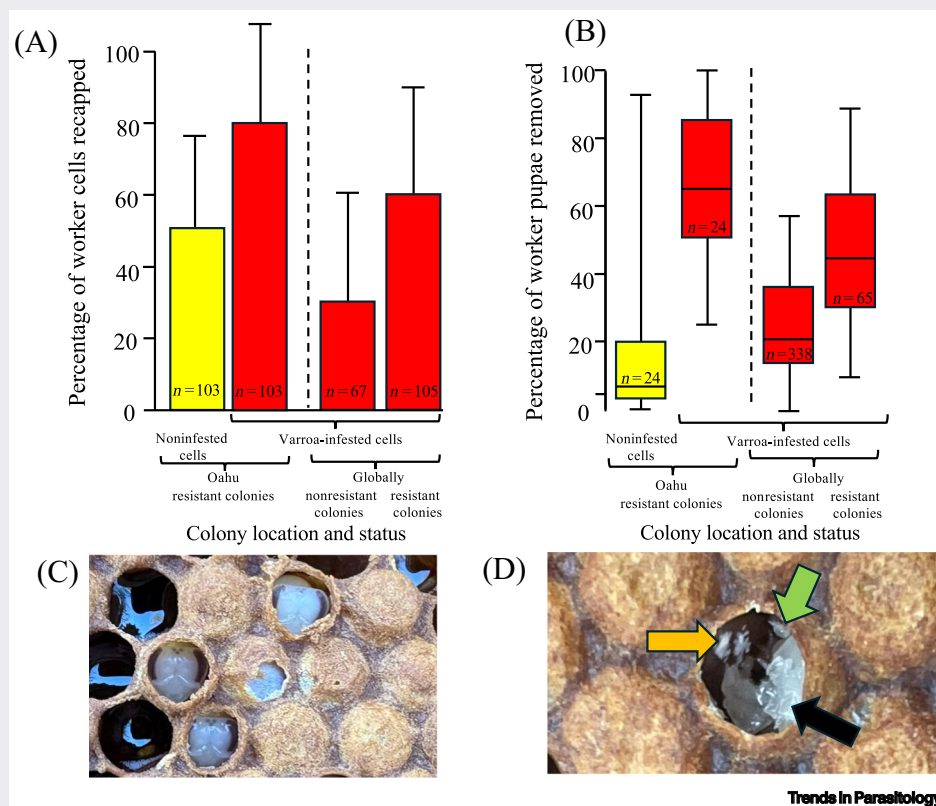 (A)
Percentage of worker cells recapped
100
80
60
40
20
0
n=103
n=103
n=67
n=105
Noninfested
cells
Varroa-infested cells
Oahu
resistant colonies
Globally
nonresistant
colonies
resistant
colonies
Colony location and status
(B)
Percentage of worker pupae removed
100
80
60
40
20
0
n=24
n=24
n=338
n=65
Noninfested
cells
Varroa-infested cells
Oahu
resistant colonies
Globally
nonresistant
colonies
resistant
colonies
Colony location and status
(C)
(D)
Trends in Parasitology